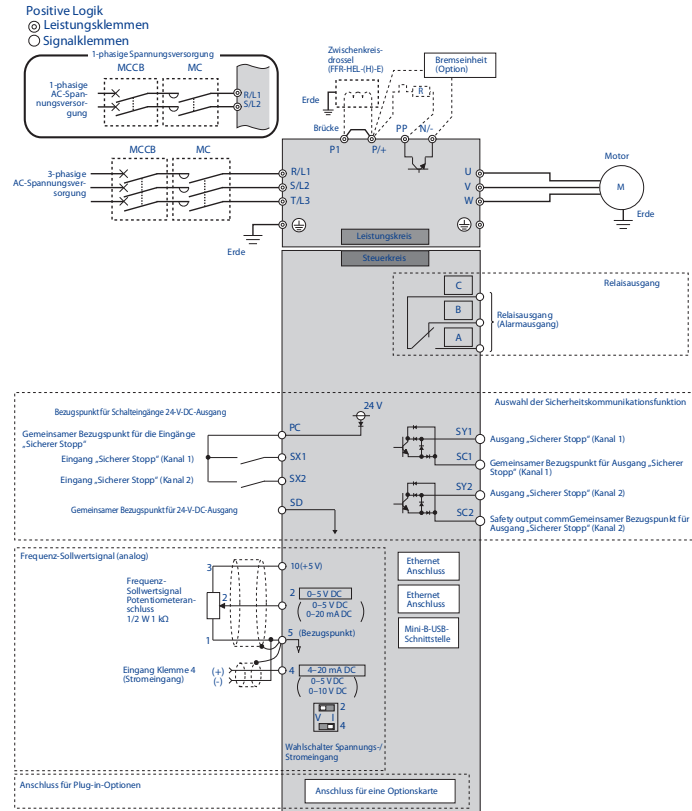 Positive Logik
Leistungsklemmen
Signalklemmen
1-phasige Spannungsversorgung
MCCB
MC
1-phasige
AC-Span-
nungsversor-
gung
R/L1
S/L2
Zwischenkreis-
drossel
(FFR-HEL-(H)-E)
Bremseinheit
(Option)
R
Erde
Brücke
P1
P/+
PP
N/-
MCCB
MC
3-phasige
AC-Spannungsver-
sorgung
R/L1
S/L2
T/L3
Erde
U
V
W
Motor
M
Erde
Leistungskreis
Steuerkreis
C
B
A
Relaisausgang
Relaisausgang
(Alarmausgang)
Auswahl der Sicherheitskommunikationsfunktion
24 V
Bezugspunkt für Schalteingänge 24-V-DC-Ausgang
PC
Gemeinsamer Bezugspunkt für die Eingänge
„Sicherer Stopp“
Eingang „Sicherer Stopp“ (Kanal 1)
SX1
Eingang „Sicherer Stopp“ (Kanal 2)
SX2
Gemeinsamer Bezugspunkt für 24-V-DC-Ausgang
SD
SY1
Ausgang „Sicherer Stopp“ (Kanal 1)
SC1
Gemeinsamer Bezugspunkt für Ausgang „Sicherer
Stopp“ (Kanal 1)
SY2
Ausgang „Sicherer Stopp“ (Kanal 2)
SC2
Safety output commGemeinsamer Bezugspunkt für
Ausgang „Sicherer Stopp“ (Kanal 2)
Frequenz-Sollwertsignal (analog)
3
10(+5 V)
Frequenz-
Sollwertsignal
Potentiometeran-
schluss
1/2 W 1 kΩ
2
2
0–5 V DC
0–5 V DC
0–20 mA DC
1
5 (Bezugspunkt)
Eingang Klemme 4
(Stromeingang)
(+)
(-)
4
4–20 mA DC
0–5 V DC
0–10 V DC
2
V I
4
Wahlschalter Spannungs-/
Stromeingang
Ethernet
Anschluss
Ethernet
Anschluss
Mini-B-USB-
Schnittstelle
Anschluss für Plug-in-Optionen
Anschluss für eine Optionskarte